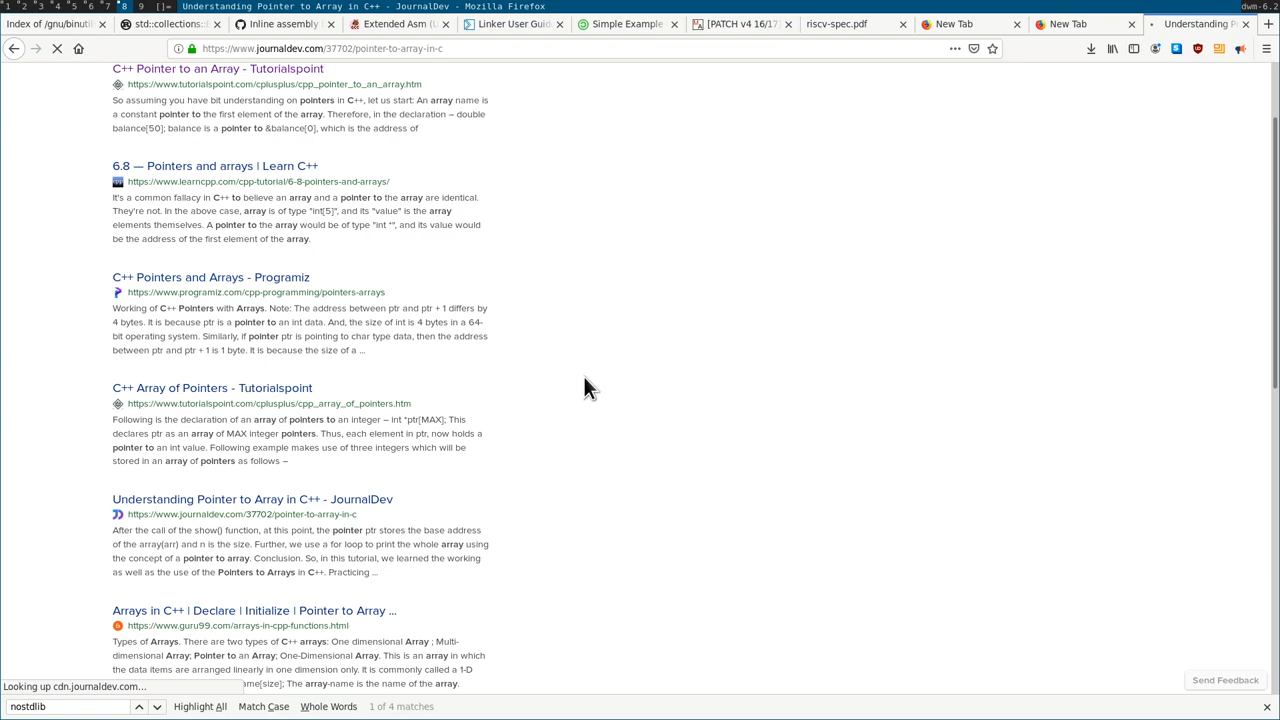 1 2 3 4 5 6 7 8 9 []= Understanding Pointer to Array in C++ - JournalDev - Mozilla Firefox dwm-6.2
Index of /gnu/binuti std::collections::B Inline assembly Extended Asm (U Linker User Guid Simple Example [PATCH v4 16/17] riscv-spec.pdf New Tab New Tab Understanding P
https://www.journaldev.com/37702/pointer-to-array-in-c
C++ Pointer to an Array - Tutorialspoint
https://www.tutorialspoint.com/cplusplus/cpp_pointer_to_an_array.htm
So assuming you have bit understanding on pointers in C++, let us start: An array name is
a constant pointer to the first element of the array. Therefore, in the declaration – double
balance[50]; balance is a pointer to &balance[0], which is the address of
6.8 — Pointers and arrays | Learn C++
https://www.learncpp.com/cpp-tutorial/6-8-pointers-and-arrays/
It's a common fallacy in C++ to believe an array and a pointer to the array are identical.
They're not. In the above case, array is of type "int[5]", and its "value" is the array
elements themselves. A pointer to the array would be of type "int *", and its value would
be the address of the first element of the array.
C++ Pointers and Arrays - Programiz
https://www.programiz.com/cpp-programming/pointers-arrays
Working of C++ Pointers with Arrays. Note: The address between ptr and ptr + 1 differs by
4 bytes. It is because ptr is a pointer to an int data. And, the size of int is 4 bytes in a 64-
bit operating system. Similarly, if pointer ptr is pointing to char type data, then the address
between ptr and ptr + 1 is 1 byte. It is because the size of a ...
C++ Array of Pointers - Tutorialspoint
https://www.tutorialspoint.com/cplusplus/cpp_array_of_pointers.htm
Following is the declaration of an array of pointers to an integer – int *ptr[MAX]; This
declares ptr as an array of MAX integer pointers. Thus, each element in ptr, now holds a
pointer to an int value. Following example makes use of three integers which will be
stored in an array of pointers as follows –
Understanding Pointer to Array in C++ - JournalDev
https://www.journaldev.com/37702/pointer-to-array-in-c
After the call of the show() function, at this point, the pointer ptr stores the base address
of the array(arr) and n is the size. Further, we use a for loop to print the whole array using
the concept of a pointer to array. Conclusion. So, in this tutorial, we learned the working
as well as the use of the Pointers to Arrays in C++. Practicing ...
Arrays in C++ | Declare | Initialize | Pointer to Array ...
https://www.guru99.com/arrays-in-cpp-functions.html
Types of Arrays. There are two types of C++ arrays: One dimensional Array ; Multi-
dimensional Array; Pointer to an Array; One-Dimensional Array. This is an array in which
the data items are arranged linearly in one dimension only. It is commonly called a 1-D
ame[size]; The array-name is the name of the array.
Send Feedback
Looking up cdn.journaldev.com...
nostdlib Highlight All Match Case Whole Words 1 of 4 matches